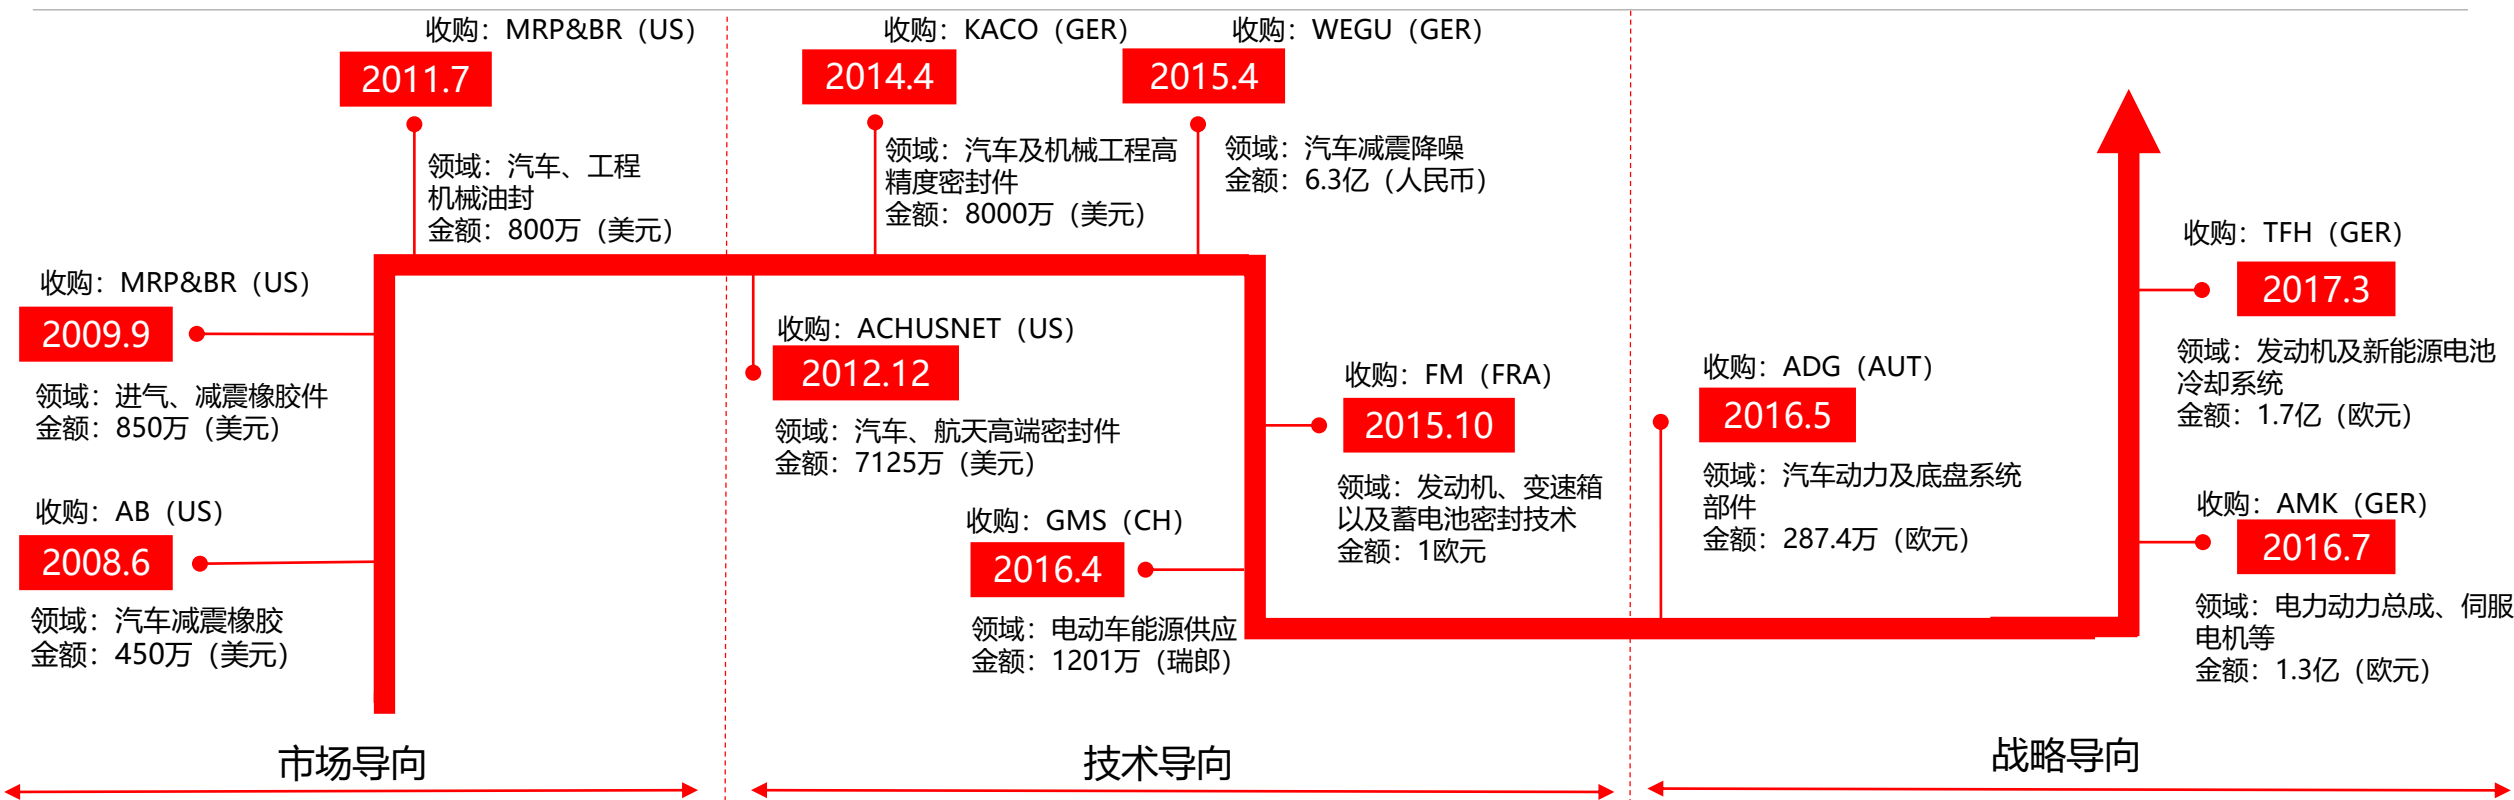 收购：MRP&BR（US）
2011.7
领域：汽车、工程
机械油封
金额：800万（美元）
收购：MRP&BR（US）
2009.9
领域：进气、减震橡胶件
金额：850万（美元）
收购：AB（US）
2008.6
领域：汽车减震橡胶
金额：450万（美元）
市场导向
收购：KACO（GER）
2014.4
领域：汽车及机械工程高
精度密封件
金额：8000万（美元）
收购：WEGU（GER）
2015.4
领域：汽车减震降噪
金额：6.3亿（人民币）
收购：ACHUSNET（US）
2012.12
领域：汽车、航天高端密封件
金额：7125万（美元）
收购：FM（FRA）
2015.10
领域：发动机、变速箱
以及蓄电池密封技术
金额：1欧元
收购：GMS（CH）
2016.4
领域：电动车能源供应
金额：1201万（瑞郎）
技术导向
收购：ADG（AUT）
2016.5
领域：汽车动力及底盘系统
部件
金额：287.4万（欧元）
收购：TFH（GER）
2017.3
领域：发动机及新能源电池
冷却系统
金额：1.7亿（欧元）
收购：AMK（GER）
2016.7
领域：电力动力总成、伺服
电机等
金额：1.3亿（欧元）
战略导向